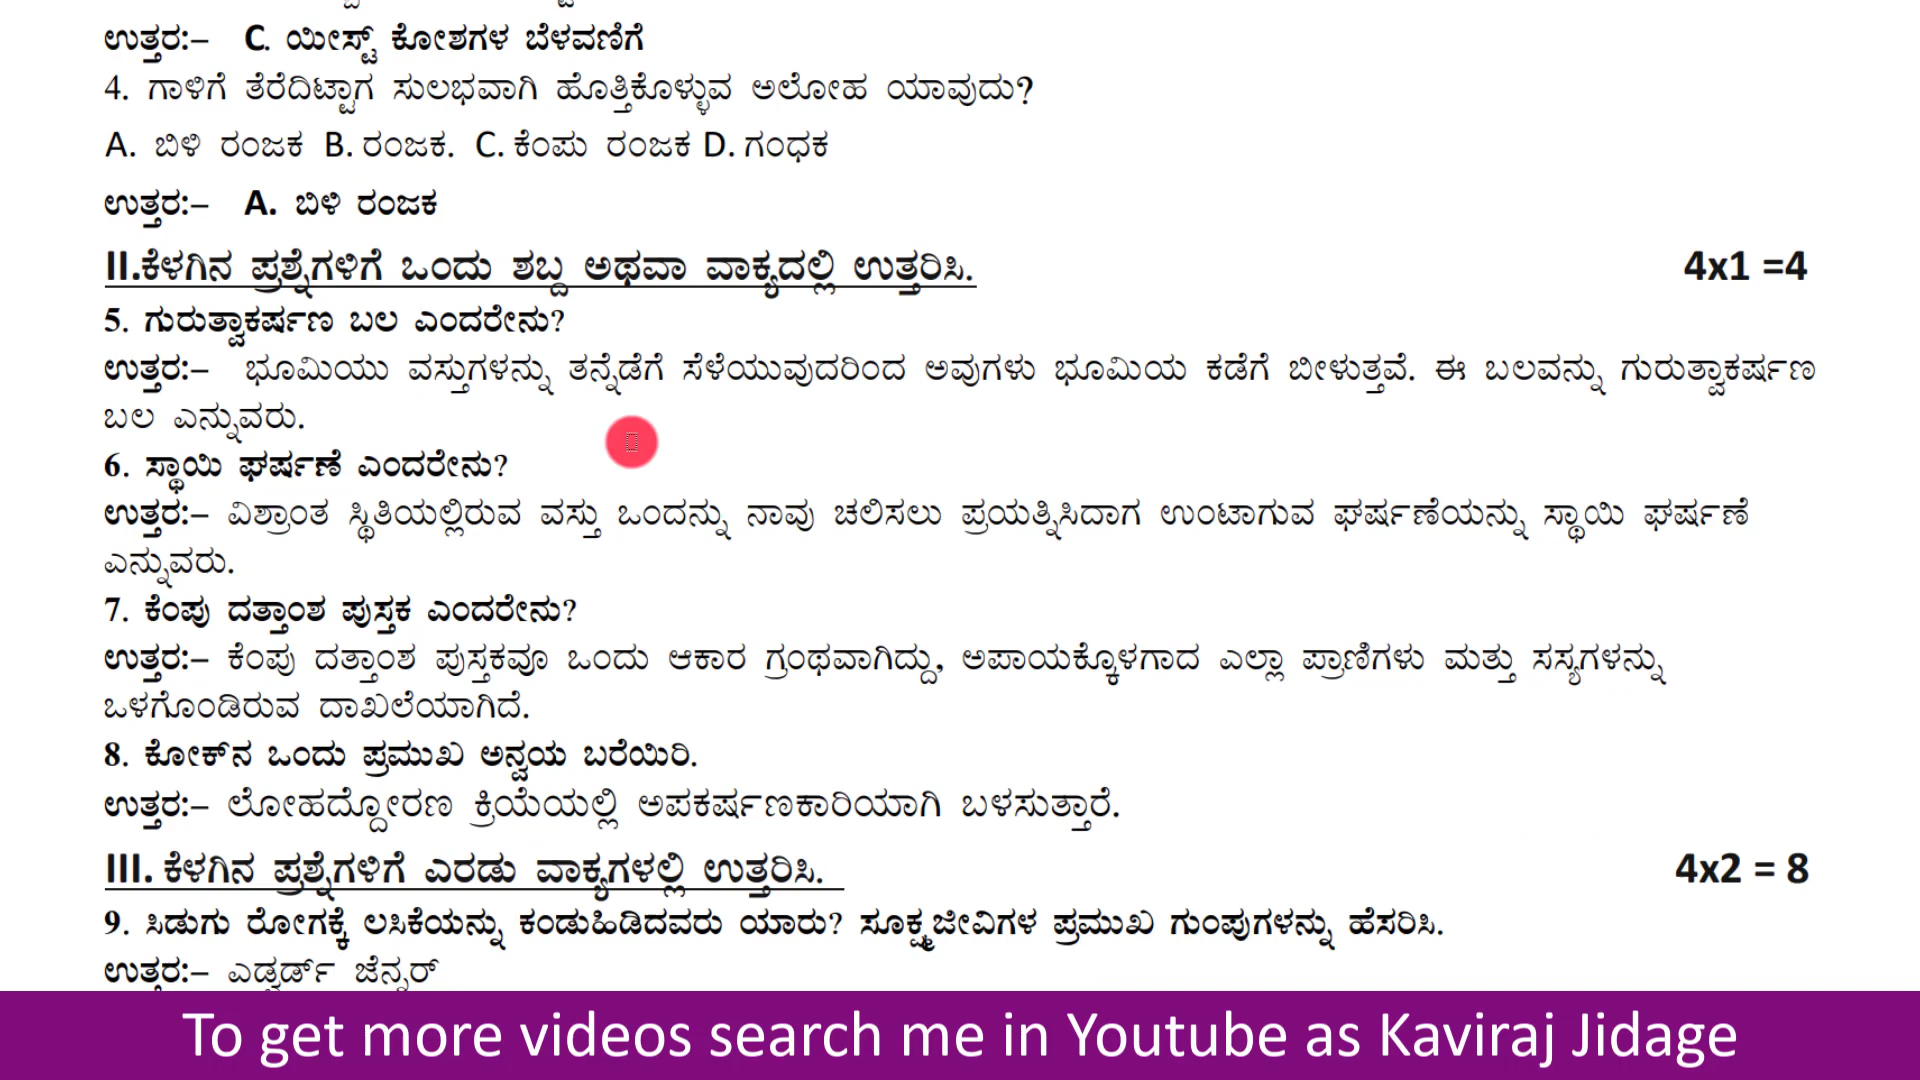 ಉತ್ತರ:– C. ಯೀಸ್ಟ್ ಕೋಶಗಳ ಬೆಳವಣಿಗೆ
4. ಗಾಳಿಗೆ ತೆರೆದಿಟ್ಟಾಗ ಸುಲಭವಾಗಿ ಹೊತ್ತಿಕೊಳ್ಳುವ ಅಲೋಹ ಯಾವುದು?
A. ಬಿಳಿ ರಂಜಕ B. ರಂಜಕ. C. ಕೆಂಪು ರಂಜಕ D. ಗಂಧಕ
ಉತ್ತರ:– A. ಬಿಳಿ ರಂಜಕ
II.ಕೆಳಗಿನ ಪ್ರಶ್ನೆಗಳಿಗೆ ಒಂದು ಶಬ್ದ ಅಥವಾ ವಾಕ್ಯದಲ್ಲಿ ಉತ್ತರಿಸಿ. 4x1 =4
5. ಗುರುತ್ವಾಕರ್ಷಣ ಬಲ ಎಂದರೇನು?
ಉತ್ತರ:– ಭೂಮಿಯು ವಸ್ತುಗಳನ್ನು ತನ್ನೆಡೆಗೆ ಸೆಳೆಯುವುದರಿಂದ ಅವುಗಳು ಭೂಮಿಯ ಕಡೆಗೆ ಬೀಳುತ್ತವೆ. ಈ ಬಲವನ್ನು ಗುರುತ್ವಾಕರ್ಷಣ
ಬಲ ಎನ್ನುವರು.
6. ಸ್ಥಾಯಿ ಘರ್ಷಣೆ ಎಂದರೇನು?
ಉತ್ತರ:– ವಿಶ್ರಾಂತ ಸ್ಥಿತಿಯಲ್ಲಿರುವ ವಸ್ತು ಒಂದನ್ನು ನಾವು ಚಲಿಸಲು ಪ್ರಯತ್ನಿಸಿದಾಗ ಉಂಟಾಗುವ ಘರ್ಷಣೆಯನ್ನು ಸ್ಥಾಯಿ ಘರ್ಷಣೆ
ಎನ್ನುವರು.
7. ಕೆಂಪು ದತ್ತಾಂಶ ಪುಸ್ತಕ ಎಂದರೇನು?
ಉತ್ತರ:– ಕೆಂಪು ದತ್ತಾಂಶ ಪುಸ್ತಕವೂ ಒಂದು ಆಕಾರ ಗ್ರಂಥವಾಗಿದ್ದು, ಅಪಾಯಕ್ಕೊಳಗಾದ ಎಲ್ಲಾ ಪ್ರಾಣಿಗಳು ಮತ್ತು ಸಸ್ಯಗಳನ್ನು
ಒಳಗೊಂಡಿರುವ ದಾಖಲೆಯಾಗಿದೆ.
8. ಕೋಕ್‌ನ ಒಂದು ಪ್ರಮುಖ ಅನ್ವಯ ಬರೆಯಿರಿ.
ಉತ್ತರ:– ಲೋಹದ್ದೋರಣ ಕ್ರಿಯೆಯಲ್ಲಿ ಅಪಕರ್ಷಣಕಾರಿಯಾಗಿ ಬಳಸುತ್ತಾರೆ.
III. ಕೆಳಗಿನ ಪ್ರಶ್ನೆಗಳಿಗೆ ಎರಡು ವಾಕ್ಯಗಳಲ್ಲಿ ಉತ್ತರಿಸಿ. 4x2 = 8
9. ಸಿಡುಗು ರೋಗಕ್ಕೆ ಲಸಿಕೆಯನ್ನು ಕಂಡುಹಿಡಿದವರು ಯಾರು? ಸೂಕ್ಷ್ಮಜೀವಿಗಳ ಪ್ರಮುಖ ಗುಂಪುಗಳನ್ನು ಹೆಸರಿಸಿ.
ಉತ್ತರ:– ಎಡ್ವರ್ಡ್ ಜೆನ್ನರ್
To get more videos search me in Youtube as Kaviraj Jidage